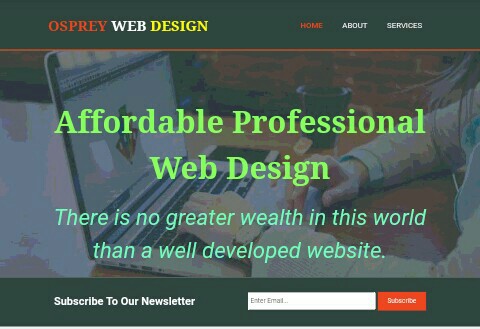 OSPREY WEB DESIGN
HOME ABOUT SERVICES
Affordable Professional
Web Design
There is no greater wealth in this world
than a well developed website.
Subscribe To Our Newsletter
Enter Email...
Subscribe